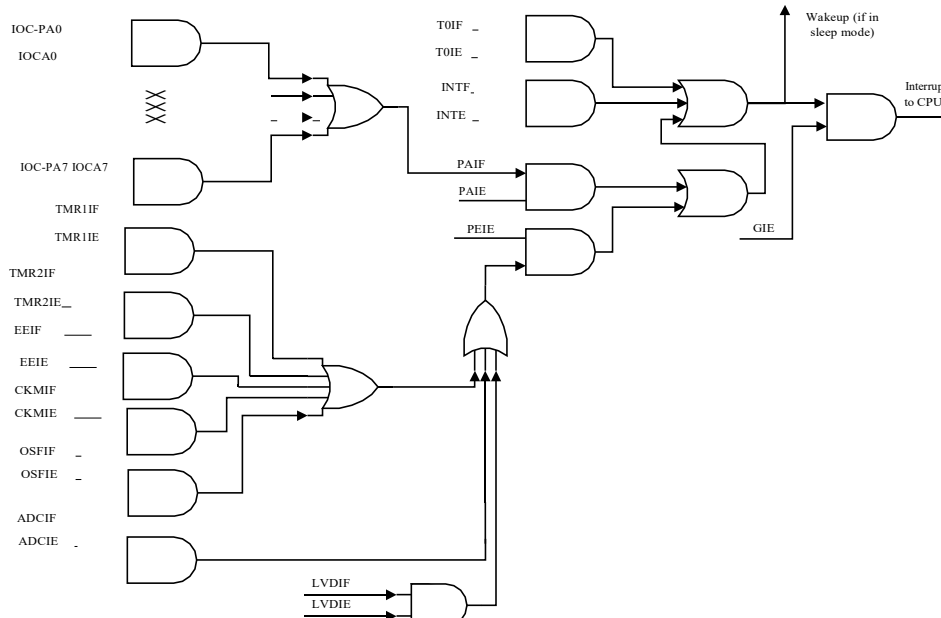 IOC-PA0
IOCA0
IOC-PA7 IOCA7
TMR1IF
TMR1IE
TMR2IF
TMR2IE
EEIF
EEIE
CKMIF
CKMIE
OSFIF
OSFIE
ADCIF
ADCIE
LVDIF
LVDIE
T0IF
T0IE
INTF
INTE
PAIF
PAIE
PEIE
GIE
Wakeup (if in
sleep mode)
Interrup
to CPU